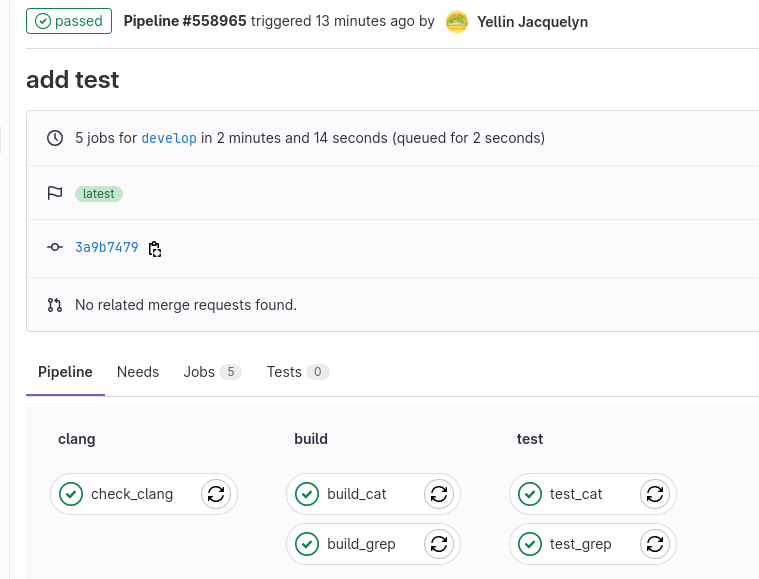 passed Pipeline #558965 triggered 13 minutes ago by Yellin Jacquelyn
add test
5 jobs for develop in 2 minutes and 14 seconds (queued for 2 seconds)
latest
3a9b7479
No related merge requests found.
Pipeline Needs Jobs 5 Tests 0
clang build test
check_clang build_cat test_cat
build_grep test_grep